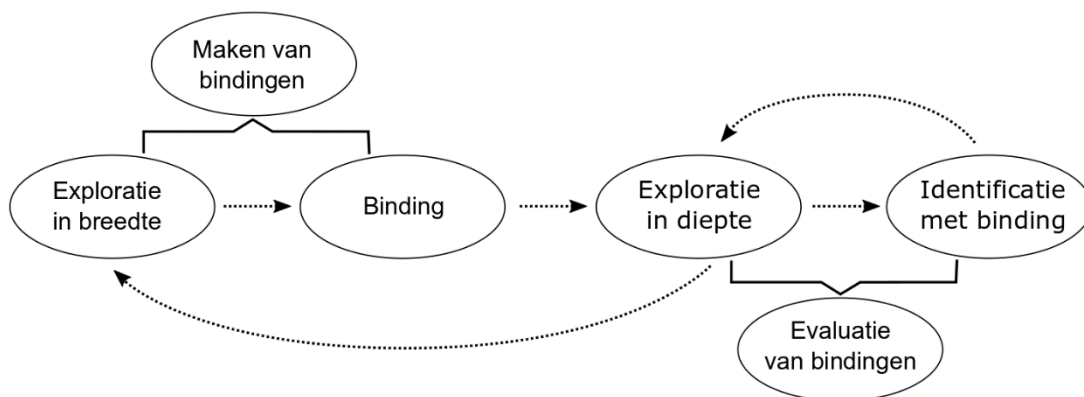 Maken van
bindingen
Exploratie
in breedte
Binding
Exploratie
in diepte
Identificatie
met binding
Evaluatie
van bindingen